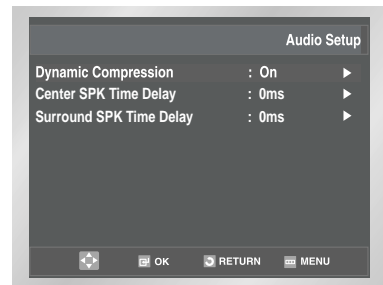 Audio Setup
Dynamic Compression : On ▶
Center SPK Time Delay : 0ms ▶
Surround SPK Time Delay : 0ms ▶
OK RETURN MENU